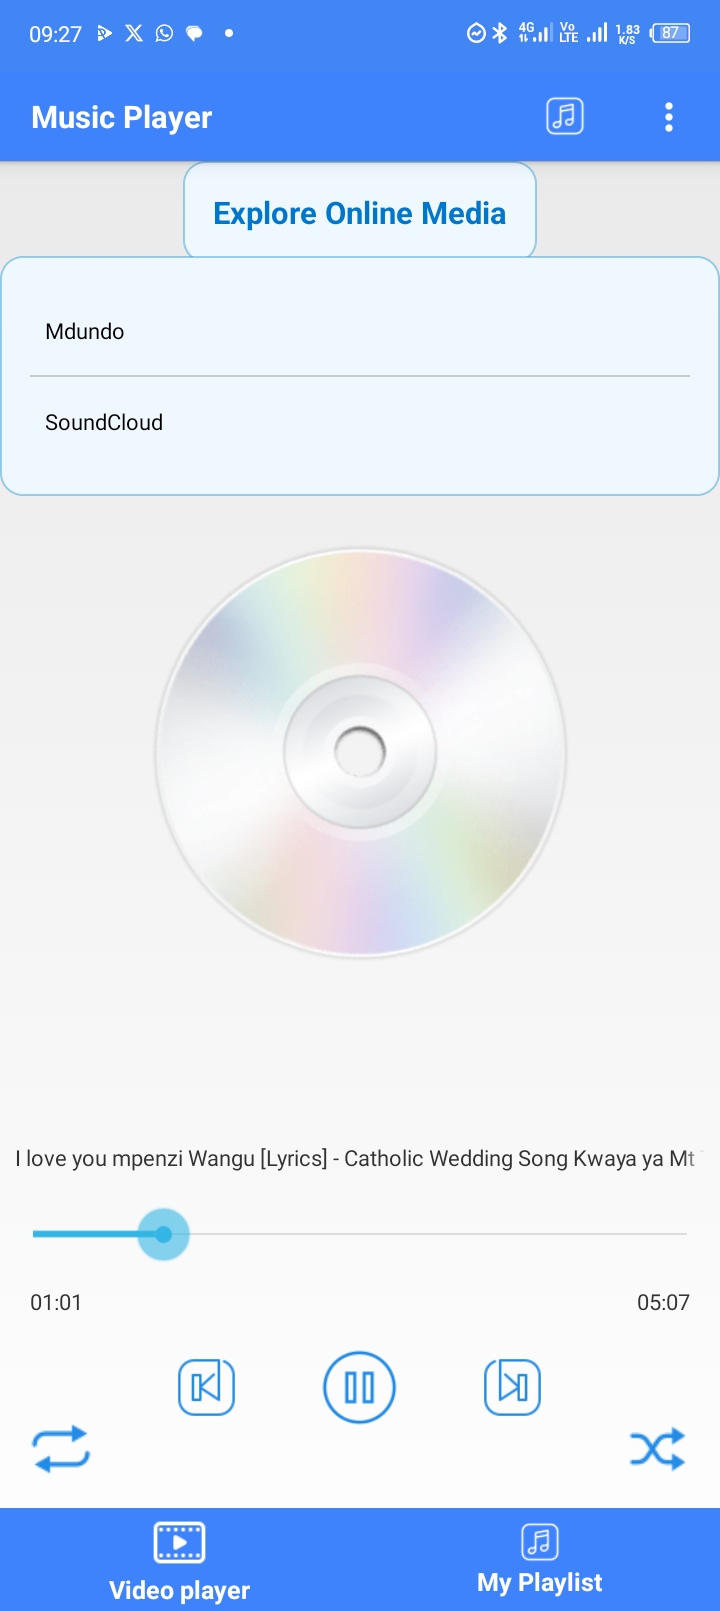 09:27
4G
Vo
LTE
1.83
K/S
87
Music Player
Explore Online Media
Mdundo
SoundCloud
I love you mpenzi Wangu [Lyrics] - Catholic Wedding Song Kwaya ya Mt
01:01
05:07
Video player
My Playlist